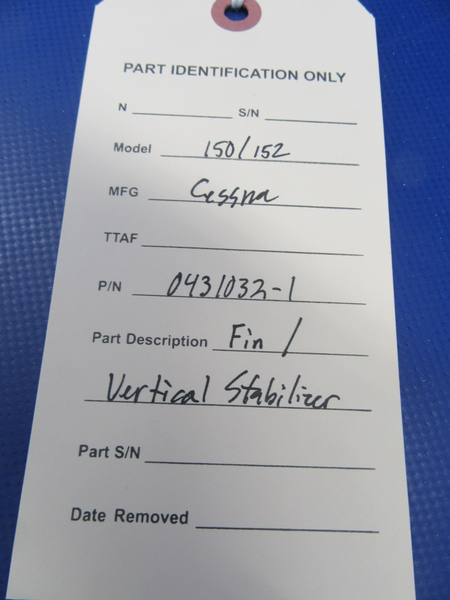 PART IDENTIFICATION ONLY
N S/N
Model 150/152
MFG Cessna
TTAF
P/N 0431032-1
Part Description Fin /
Vertical Stabilizer
Part S/N
Date Removed